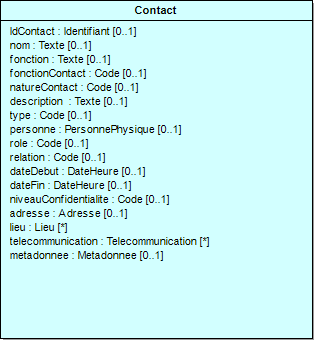 Contact
IdContact : Identifiant [0..1]
nom : Texte [0..1]
fonction : Texte [0..1]
fonctionContact : Code [0..1]
natureContact : Code [0..1]
description  : Texte [0..1]
type : Code [0..1]
personne : PersonnePhysique [0..1]
role : Code [0..1]
relation : Code [0..1]
dateDebut : DateHeure [0..1]
dateFin : DateHeure [0..1]
niveauConfidentialite : Code [0..1]
adresse : Adresse [0..1]
lieu : Lieu [*]
telecommunication : Telecommunication [*]
metadonnee : Metadonnee [0..1]